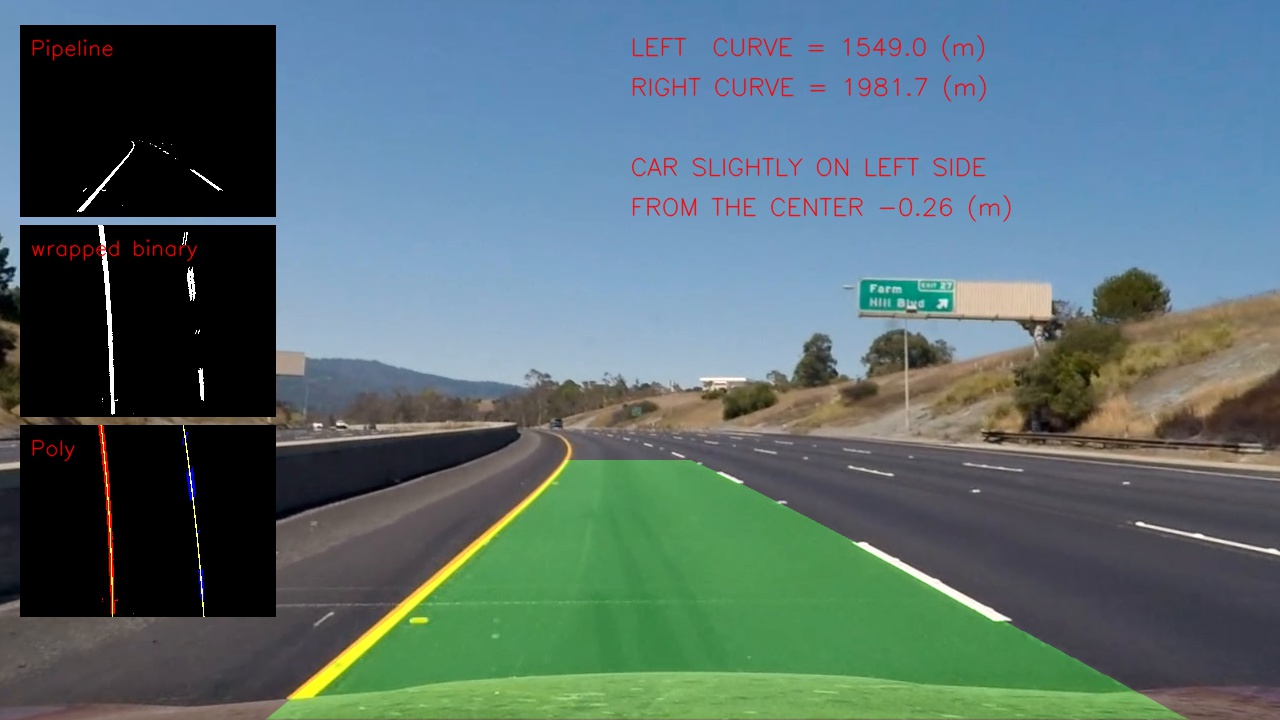 Pipeline
wrapped binary
Poly
LEFT CURVE = 1549.0 (m)
RIGHT CURVE = 1981.7 (m)
CAR SLIGHTLY ON LEFT SIDE
FROM THE CENTER -0.26 (m)
EXIT 27
Farm
Hill Blvd